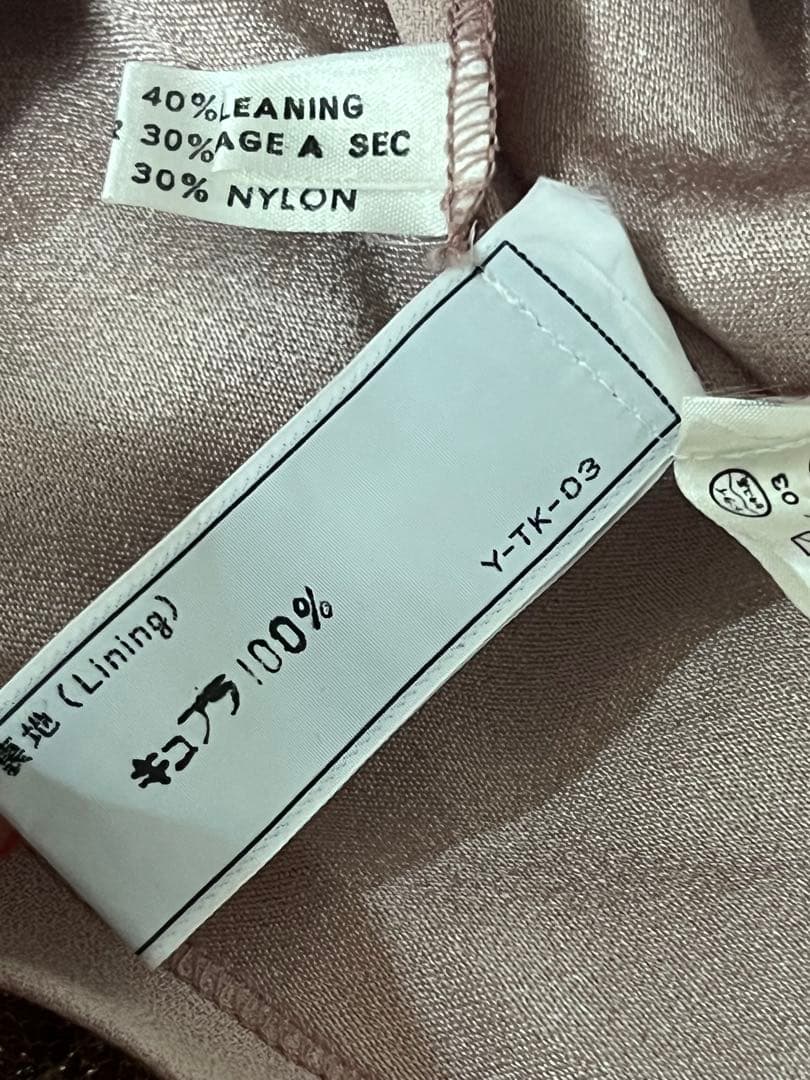 40%LEANING
30%AGE A SEC
30% NYLON
Y-TK-03
裏地 (Lining)
キュプラ100%
03